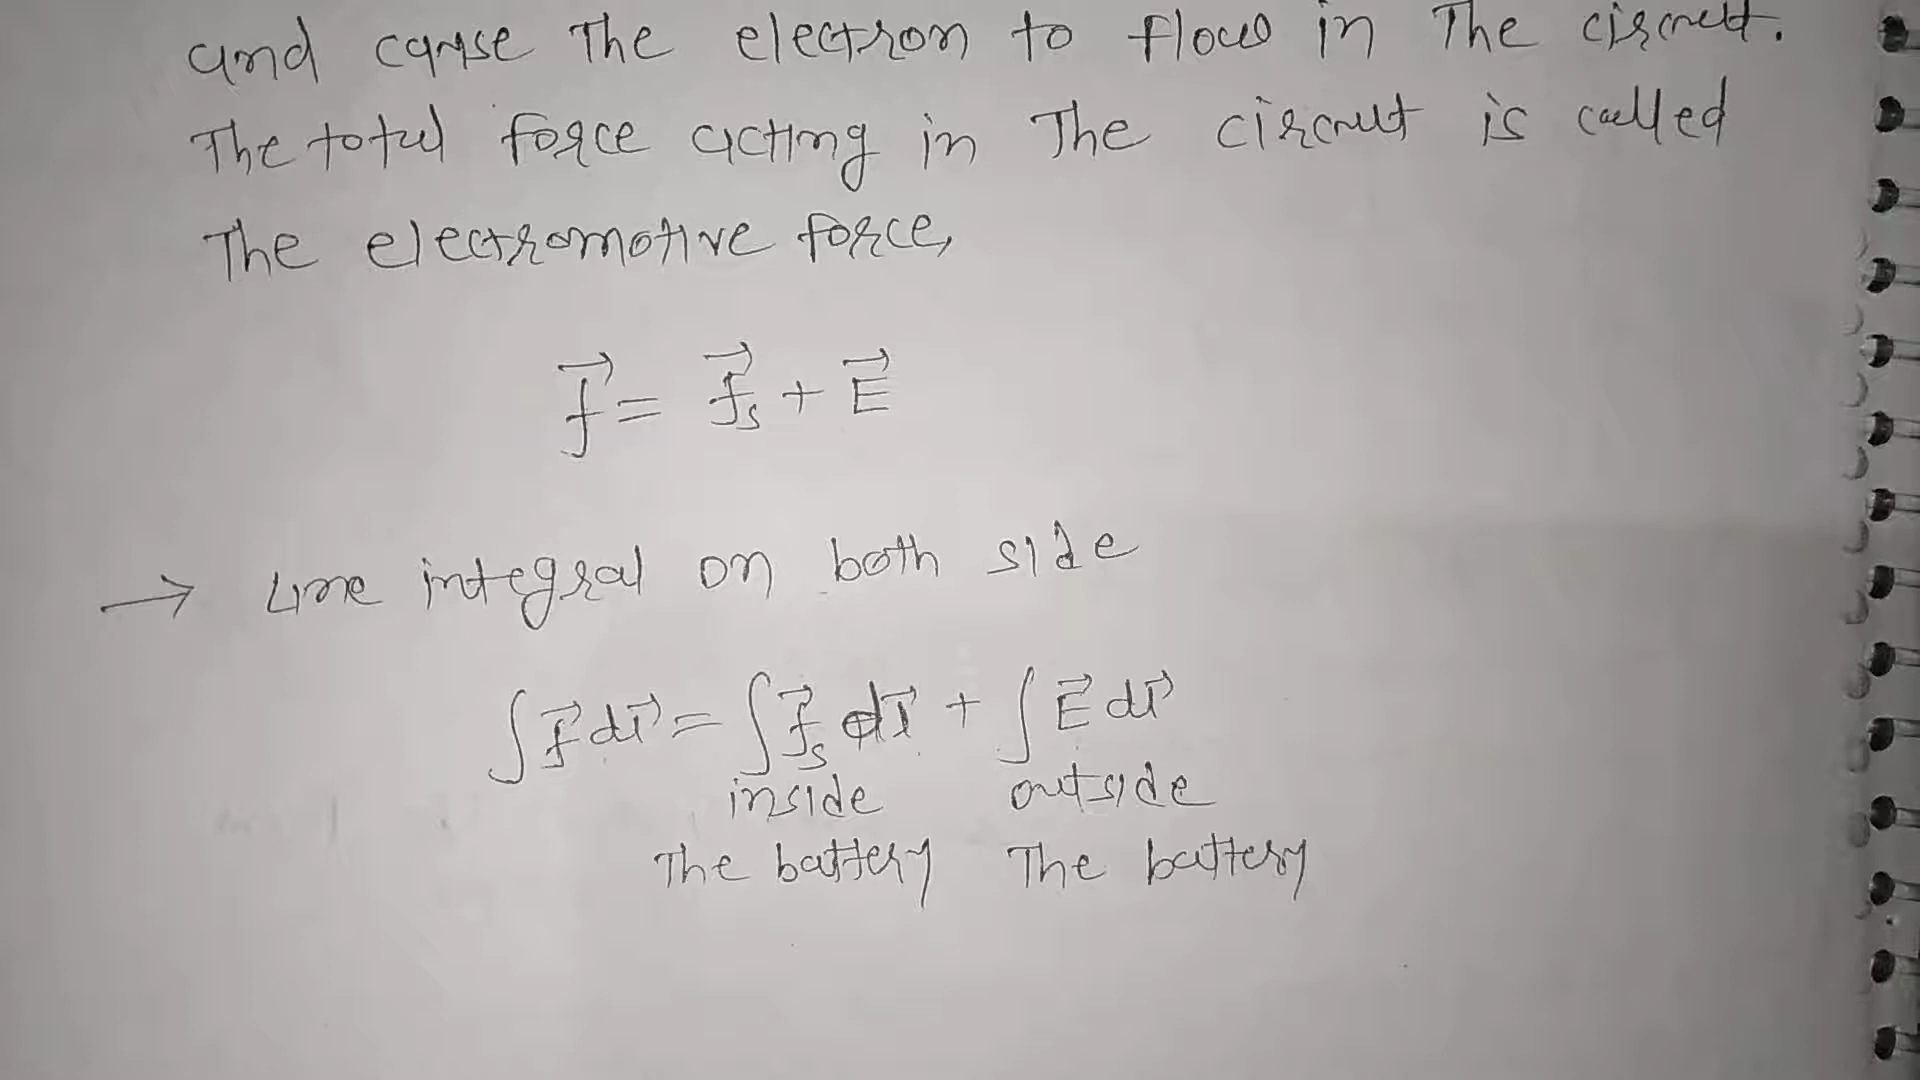 and cause The electron to flow in The circuit.
The total force acting in The circuit is called
The electromotive force,
f⃗ = f⃗s + E⃗
→ Line integral on both side
∫ f⃗ dl⃗ = ∫ f⃗s dl⃗ + ∫ E⃗ dl⃗
inside outside
The battery The battery